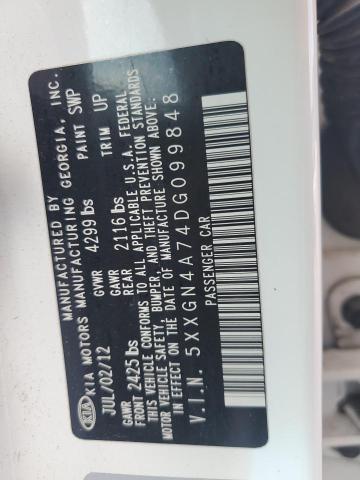 MANUFACTURED BY
KIA KIA MOTORS MANUFACTURING GEORGIA, INC.
JUL/02/12 GVWR 4299 lbs PAINT SWP
GAWR FRONT 2425 lbs GAWR REAR 2116 lbs TRIM UP
THIS VEHICLE CONFORMS TO ALL APPLICABLE U.S.A. FEDERAL
MOTOR VEHICLE SAFETY, BUMPER, AND THEFT PREVENTION STANDARDS
IN EFFECT ON THE DATE OF MANUFACTURE SHOWN ABOVE.
V.I.N. 5XXGN4A74DG099848
PASSENGER CAR